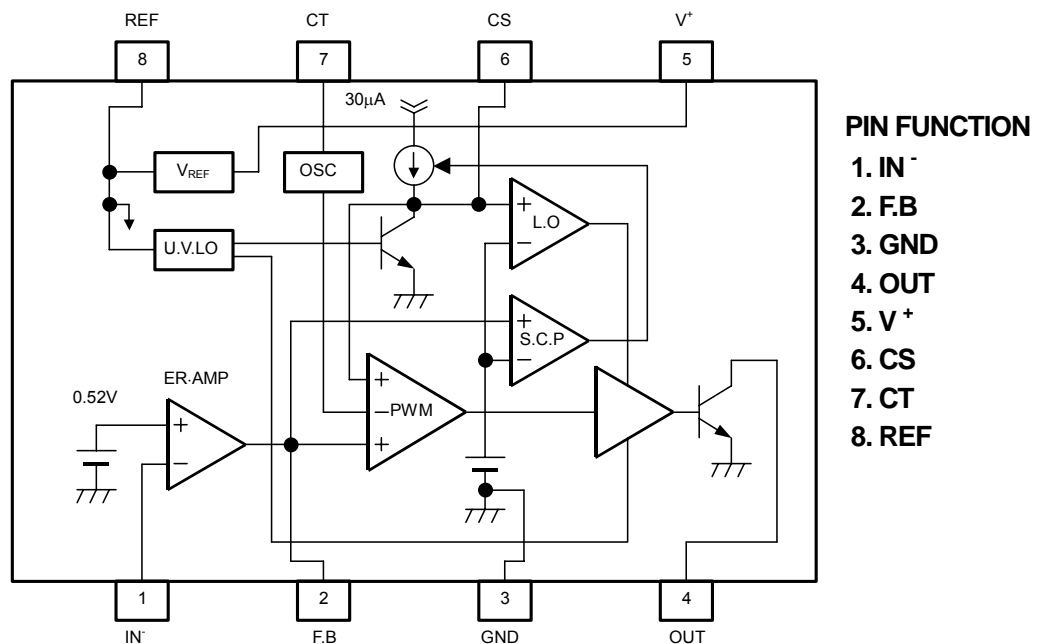 REF CT CS V⁺
8 7 6 5
30µA
V_REF OSC
+ L.O −
U.V.LO
+ S.C.P −
ER·AMP
0.52V
+ −
+ − PWM +
1 2 3 4
IN⁻ F.B GND OUT
PIN FUNCTION
1. IN ⁻
2. F.B
3. GND
4. OUT
5. V ⁺
6. CS
7. CT
8. REF